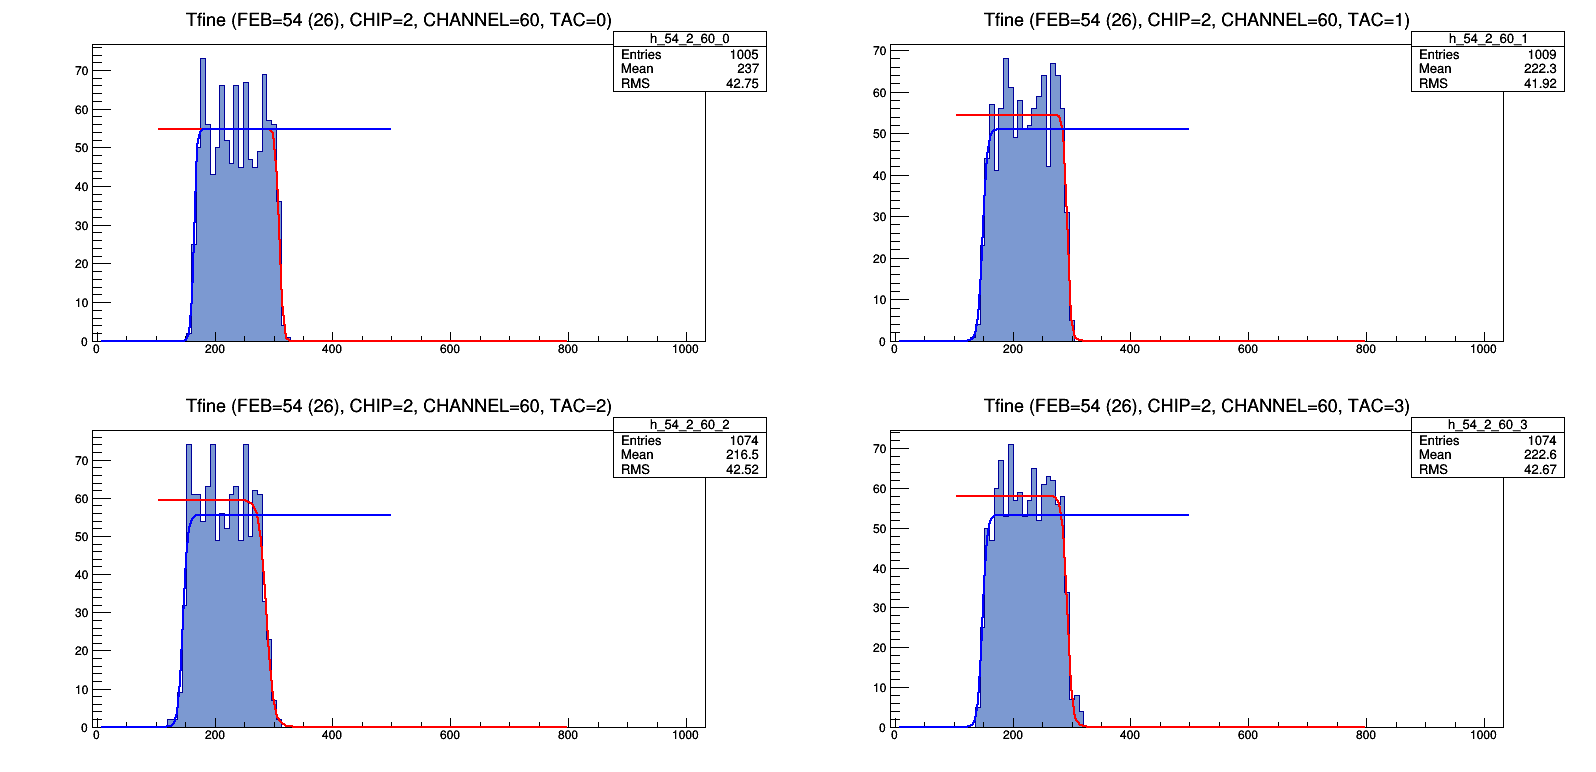 Tfine (FEB=54 (26), CHIP=2, CHANNEL=60, TAC=0)
h_54_2_60_0
Entries 1005
Mean 237
RMS 42.75
70
60
50
40
30
20
10
0
0 200 400 600 800 1000
Tfine (FEB=54 (26), CHIP=2, CHANNEL=60, TAC=1)
h_54_2_60_1
Entries 1009
Mean 222.3
RMS 41.92
70
60
50
40
30
20
10
0
0 200 400 600 800 1000
Tfine (FEB=54 (26), CHIP=2, CHANNEL=60, TAC=2)
h_54_2_60_2
Entries 1074
Mean 216.5
RMS 42.52
70
60
50
40
30
20
10
0
0 200 400 600 800 1000
Tfine (FEB=54 (26), CHIP=2, CHANNEL=60, TAC=3)
h_54_2_60_3
Entries 1074
Mean 222.6
RMS 42.67
70
60
50
40
30
20
10
0
0 200 400 600 800 1000